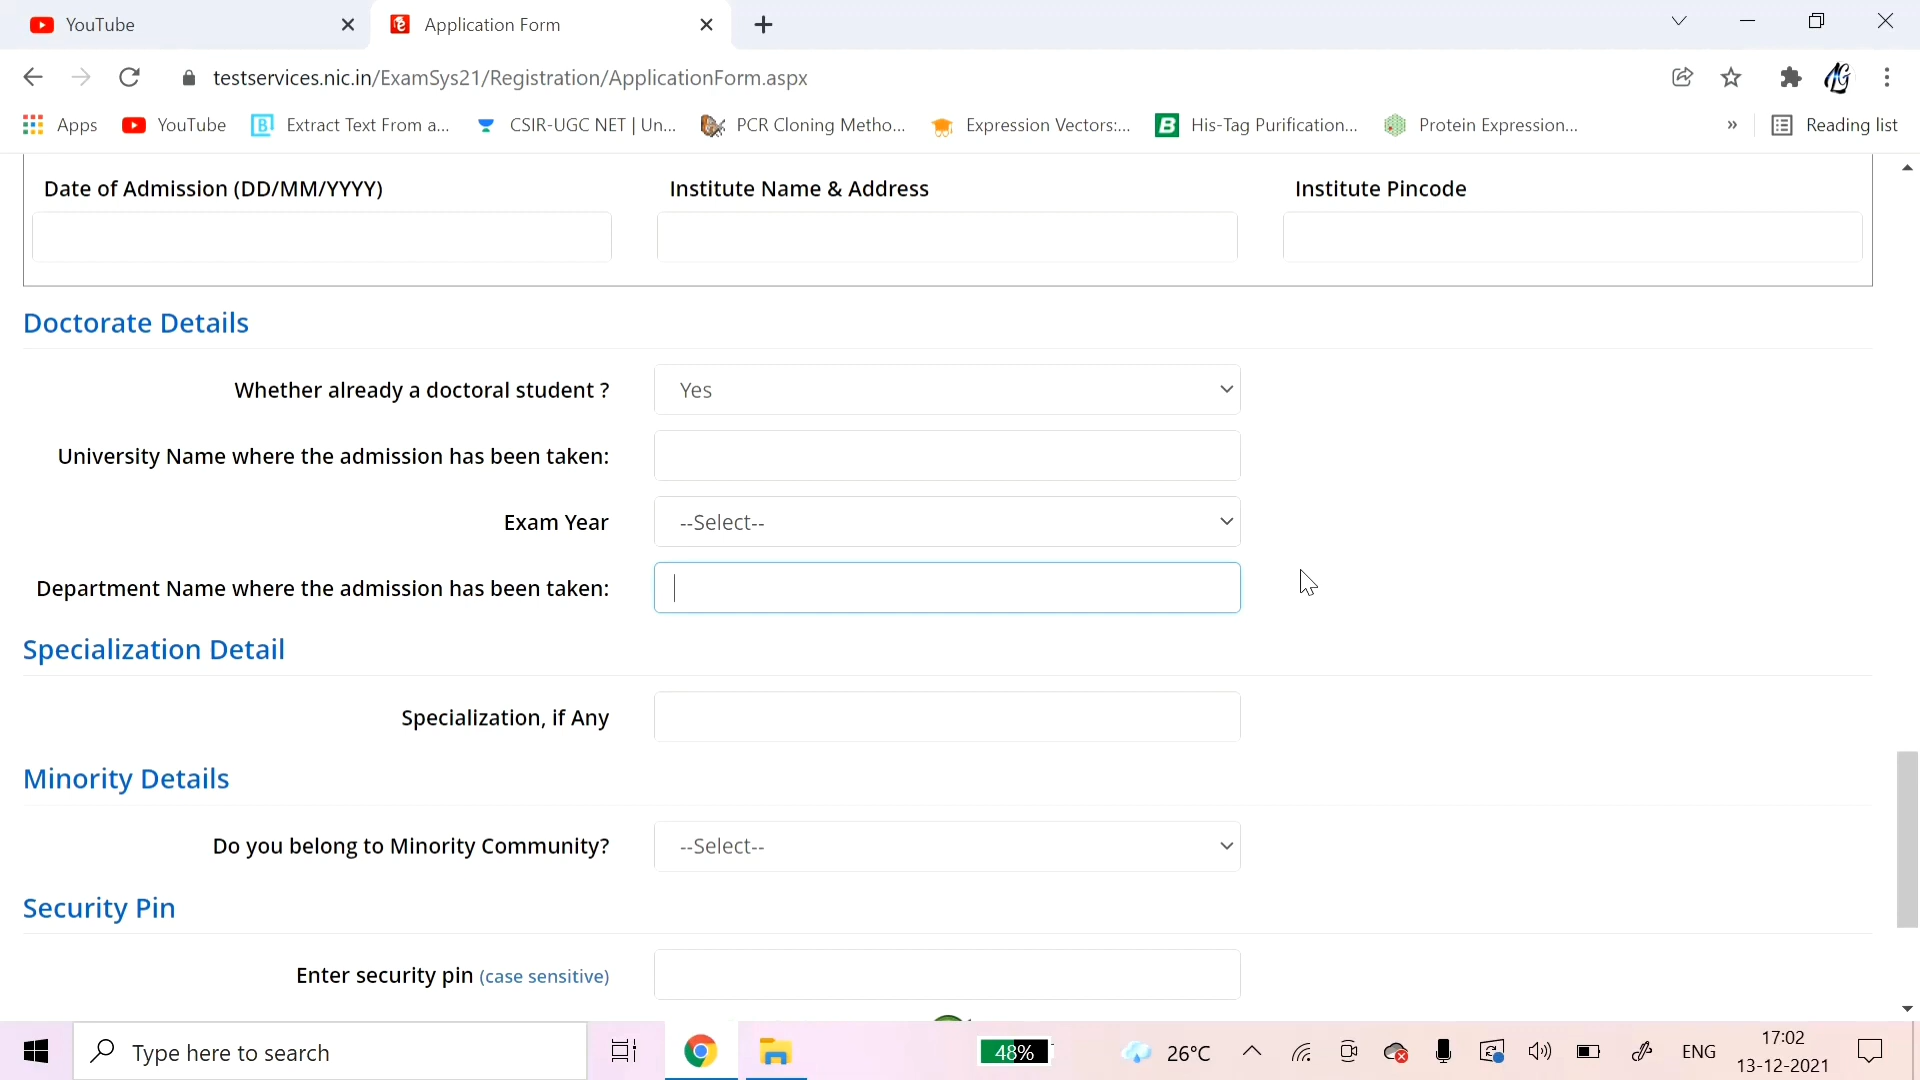 YouTube
Application Form
testservices.nic.in/ExamSys21/Registration/ApplicationForm.aspx
Apps
YouTube
Extract Text From a...
CSIR-UGC NET | Un...
PCR Cloning Metho...
Expression Vectors:...
His-Tag Purification...
Protein Expression...
»
Reading list
Date of Admission (DD/MM/YYYY)
Institute Name & Address
Institute Pincode
Doctorate Details
Whether already a doctoral student ?
Yes
University Name where the admission has been taken:
Exam Year
--Select--
Department Name where the admission has been taken:
Specialization Detail
Specialization, if Any
Minority Details
Do you belong to Minority Community?
--Select--
Security Pin
Enter security pin (case sensitive)
Type here to search
48%
26°C
ENG
17:02
13-12-2021